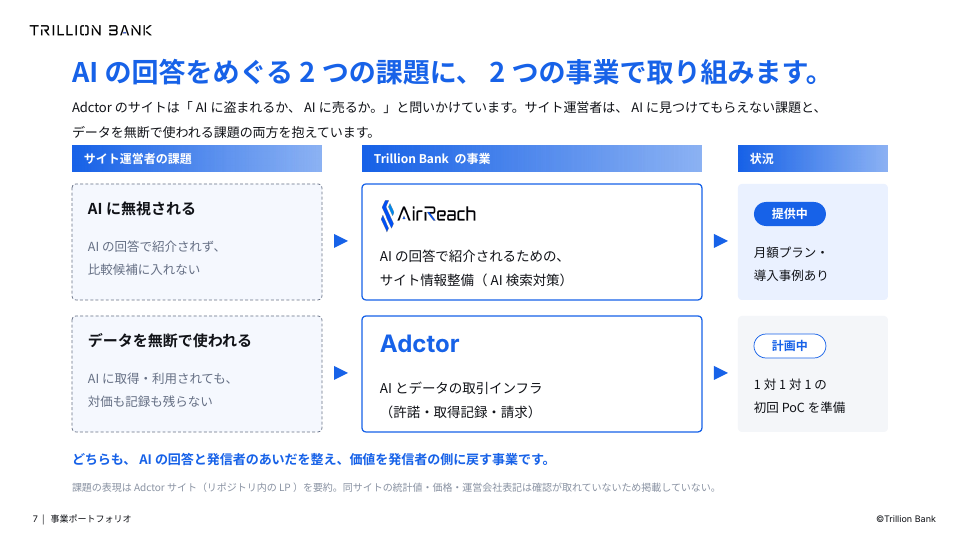 TRILLION BANK
AI の回答をめぐる 2 つの課題に、 2 つの事業で取り組みます。
Adctor のサイトは「 AI に盗まれるか、 AI に売るか。」と問いかけています。サイト運営者は、 AI に見つけてもらえない課題と、
データを無断で使われる課題の両方を抱えています。
サイト運営者の課題
Trillion Bank の事業
状況
AI に無視される
AI の回答で紹介されず、
比較候補に入れない
AirReach
AI の回答で紹介されるための、
サイト情報整備（ AI 検索対策）
提供中
月額プラン・
導入事例あり
データを無断で使われる
AI に取得・利用されても、
対価も記録も残らない
Adctor
AI とデータの取引インフラ
（許諾・取得記録・請求）
計画中
1 対 1 対 1 の
初回 PoC を準備
どちらも、 AI の回答と発信者のあいだを整え、価値を発信者の側に戻す事業です。
課題の表現は Adctor サイト（リポジトリ内の LP ）を要約。同サイトの統計値・価格・運営会社表記は確認が取れていないため掲載していない。
7 | 事業ポートフォリオ
©Trillion Bank